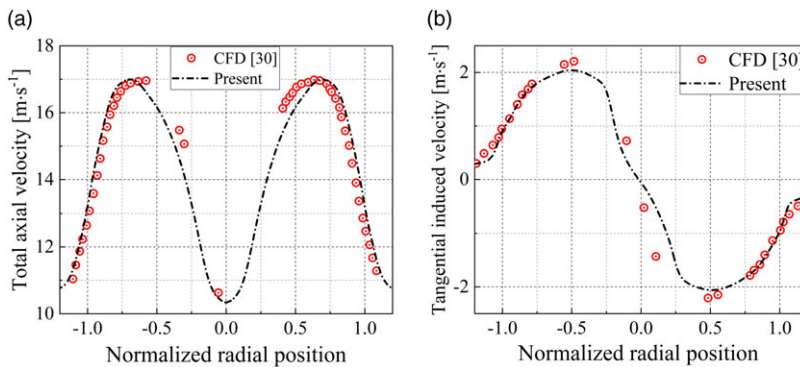 (a)
Total axial velocity [m·s⁻¹]
18
17
16
14
12
11
10
CFD [30]
Present
-1.0 -0.5 0.0 0.5 1.0
Normalized radial position
(b)
Tangential induced velocity [m·s⁻¹]
2
0
-2
CFD [30]
Present
-1.0 -0.5 0.0 0.5 1.0
Normalized radial position